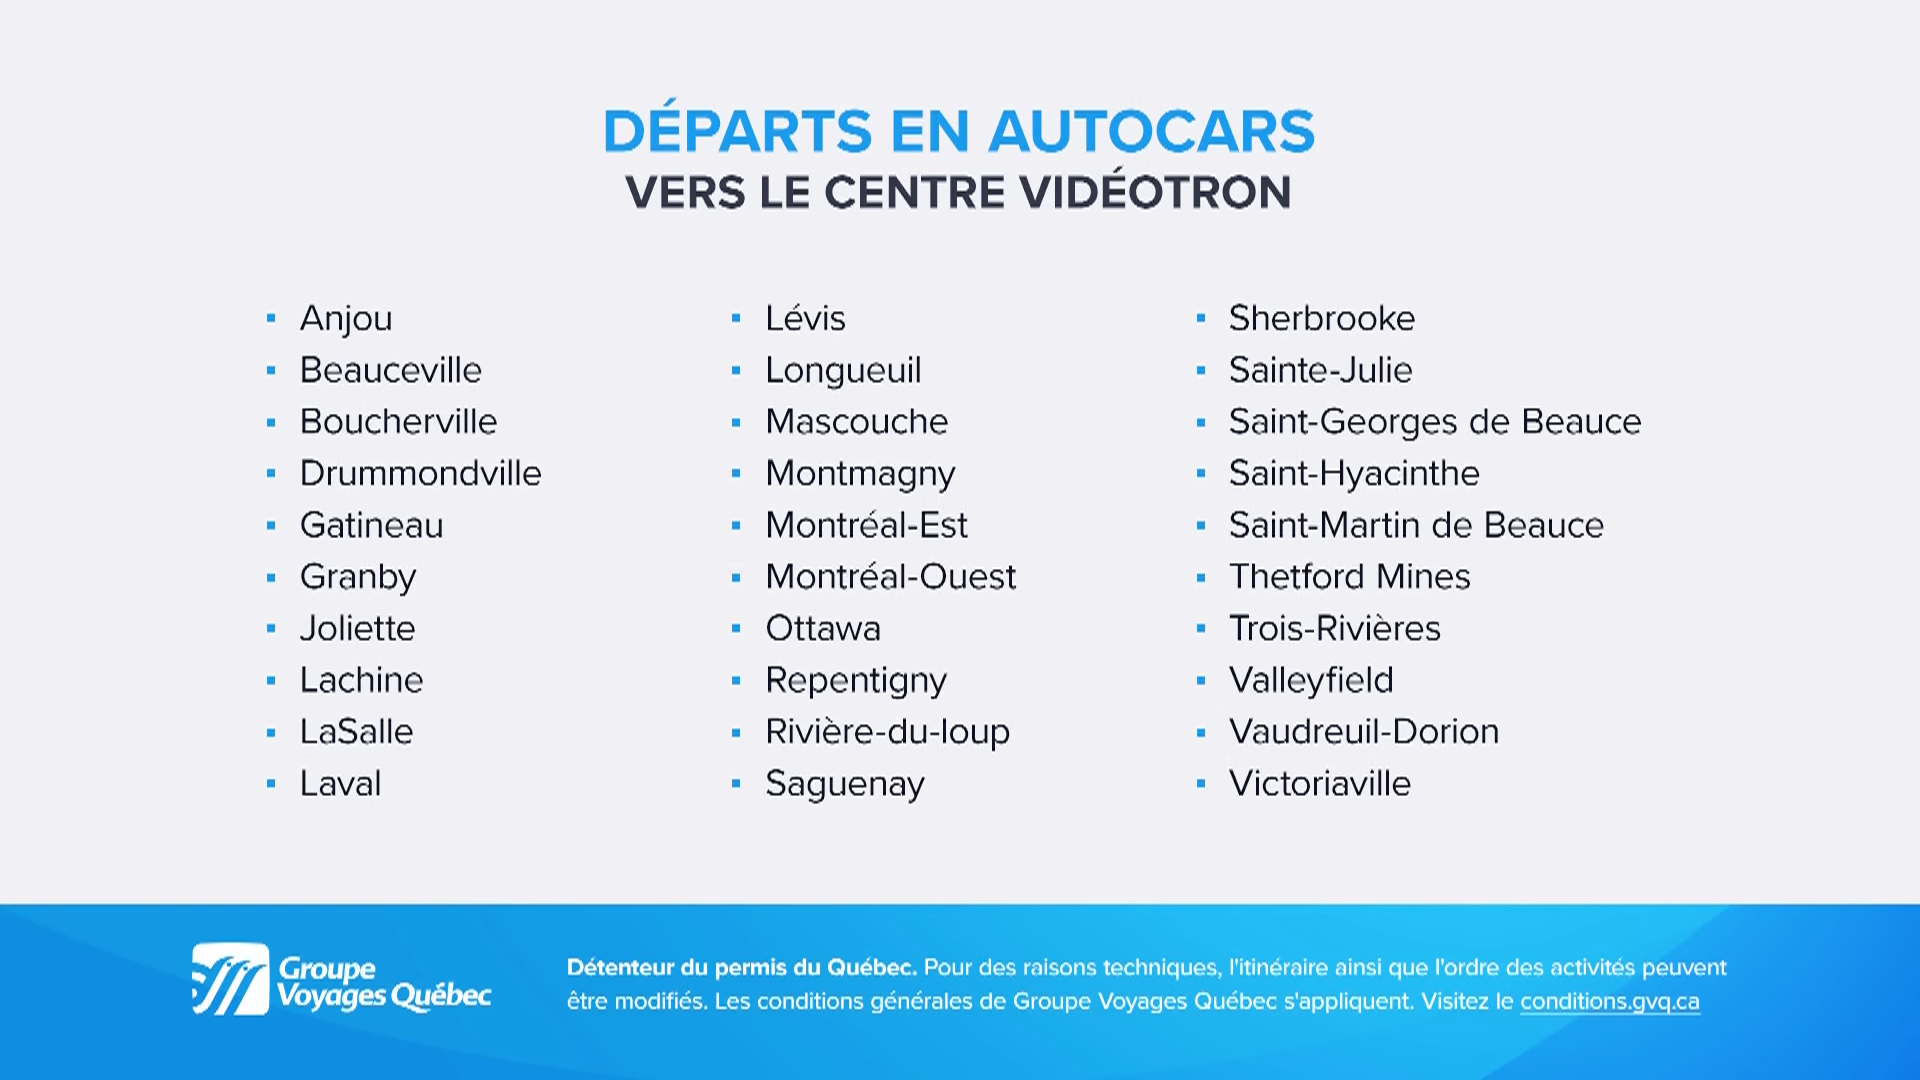 DÉPARTS EN AUTOCARS
VERS LE CENTRE VIDÉOTRON
Anjou
Beauceville
Boucherville
Drummondville
Gatineau
Granby
Joliette
Lachine
LaSalle
Laval
Lévis
Longueuil
Mascouche
Montmagny
Montréal-Est
Montréal-Ouest
Ottawa
Repentigny
Rivière-du-loup
Saguenay
Sherbrooke
Sainte-Julie
Saint-Georges de Beauce
Saint-Hyacinthe
Saint-Martin de Beauce
Thetford Mines
Trois-Rivières
Valleyfield
Vaudreuil-Dorion
Victoriaville
Groupe
Voyages Québec
Détenteur du permis du Québec. Pour des raisons techniques, l'itinéraire ainsi que l'ordre des activités peuvent
être modifiés. Les conditions générales de Groupe Voyages Québec s'appliquent. Visitez le conditions.gvq.ca